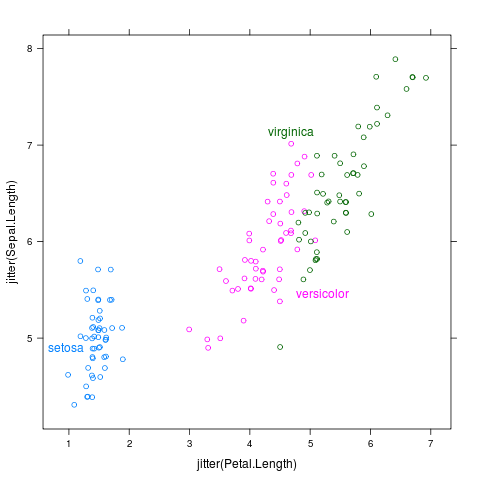 8
7
6
5
virginica
versicolor
setosa
jitter(Sepal.Length)
1 2 3 4 5 6 7
jitter(Petal.Length)